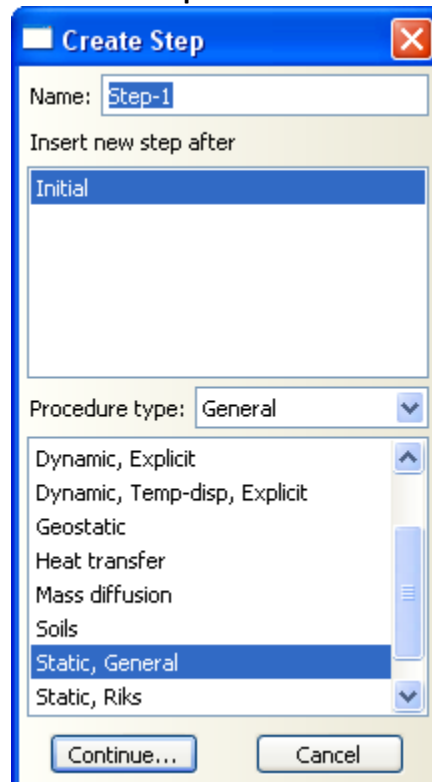 Create Step
Name: Step-1
Insert new step after
Initial
Procedure type: General
Dynamic, Explicit
Dynamic, Temp-disp, Explicit
Geostatic
Heat transfer
Mass diffusion
Soils
Static, General
Static, Riks
Continue... Cancel